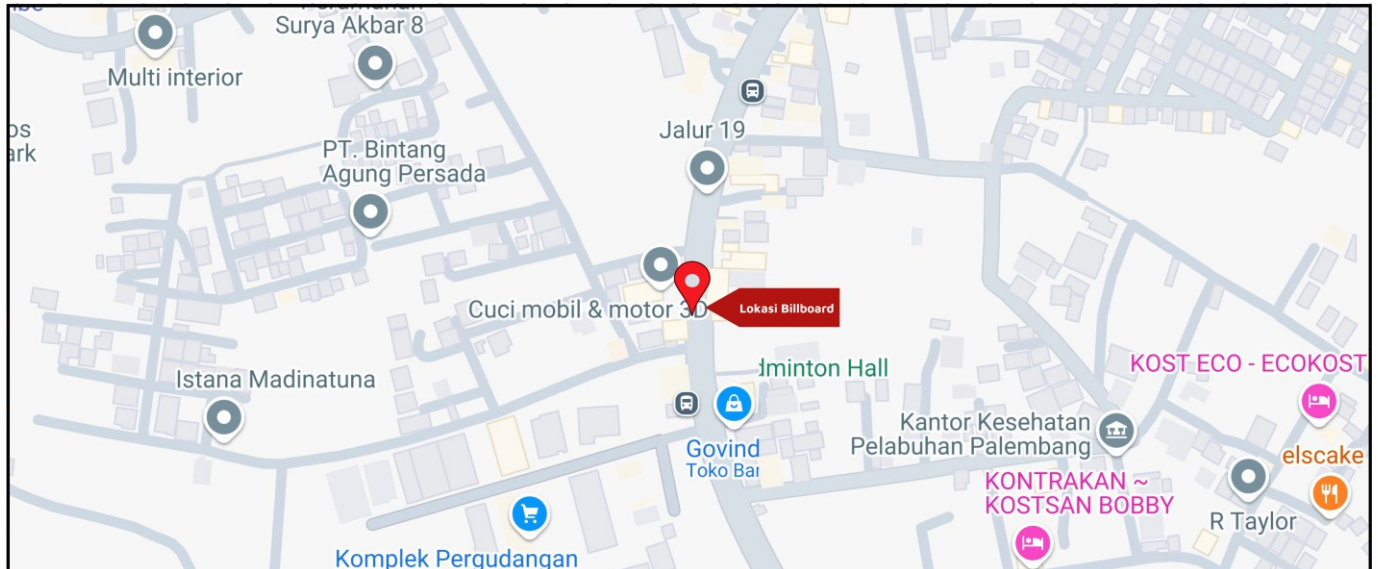 Surya Akbar 8
Multi interior
Jalur 19
PT. Bintang
Agung Persada
Cuci mobil & motor 3D
Lokasi Billboard
Istana Madinatuna
dminton Hall
KOST ECO - ECOKOST
Kantor Kesehatan
Pelabuhan Palembang
Govind
Toko Bar
elscake
KONTRAKAN ~
KOSTSAN BOBBY
R Taylor
Komplek Pergudangan